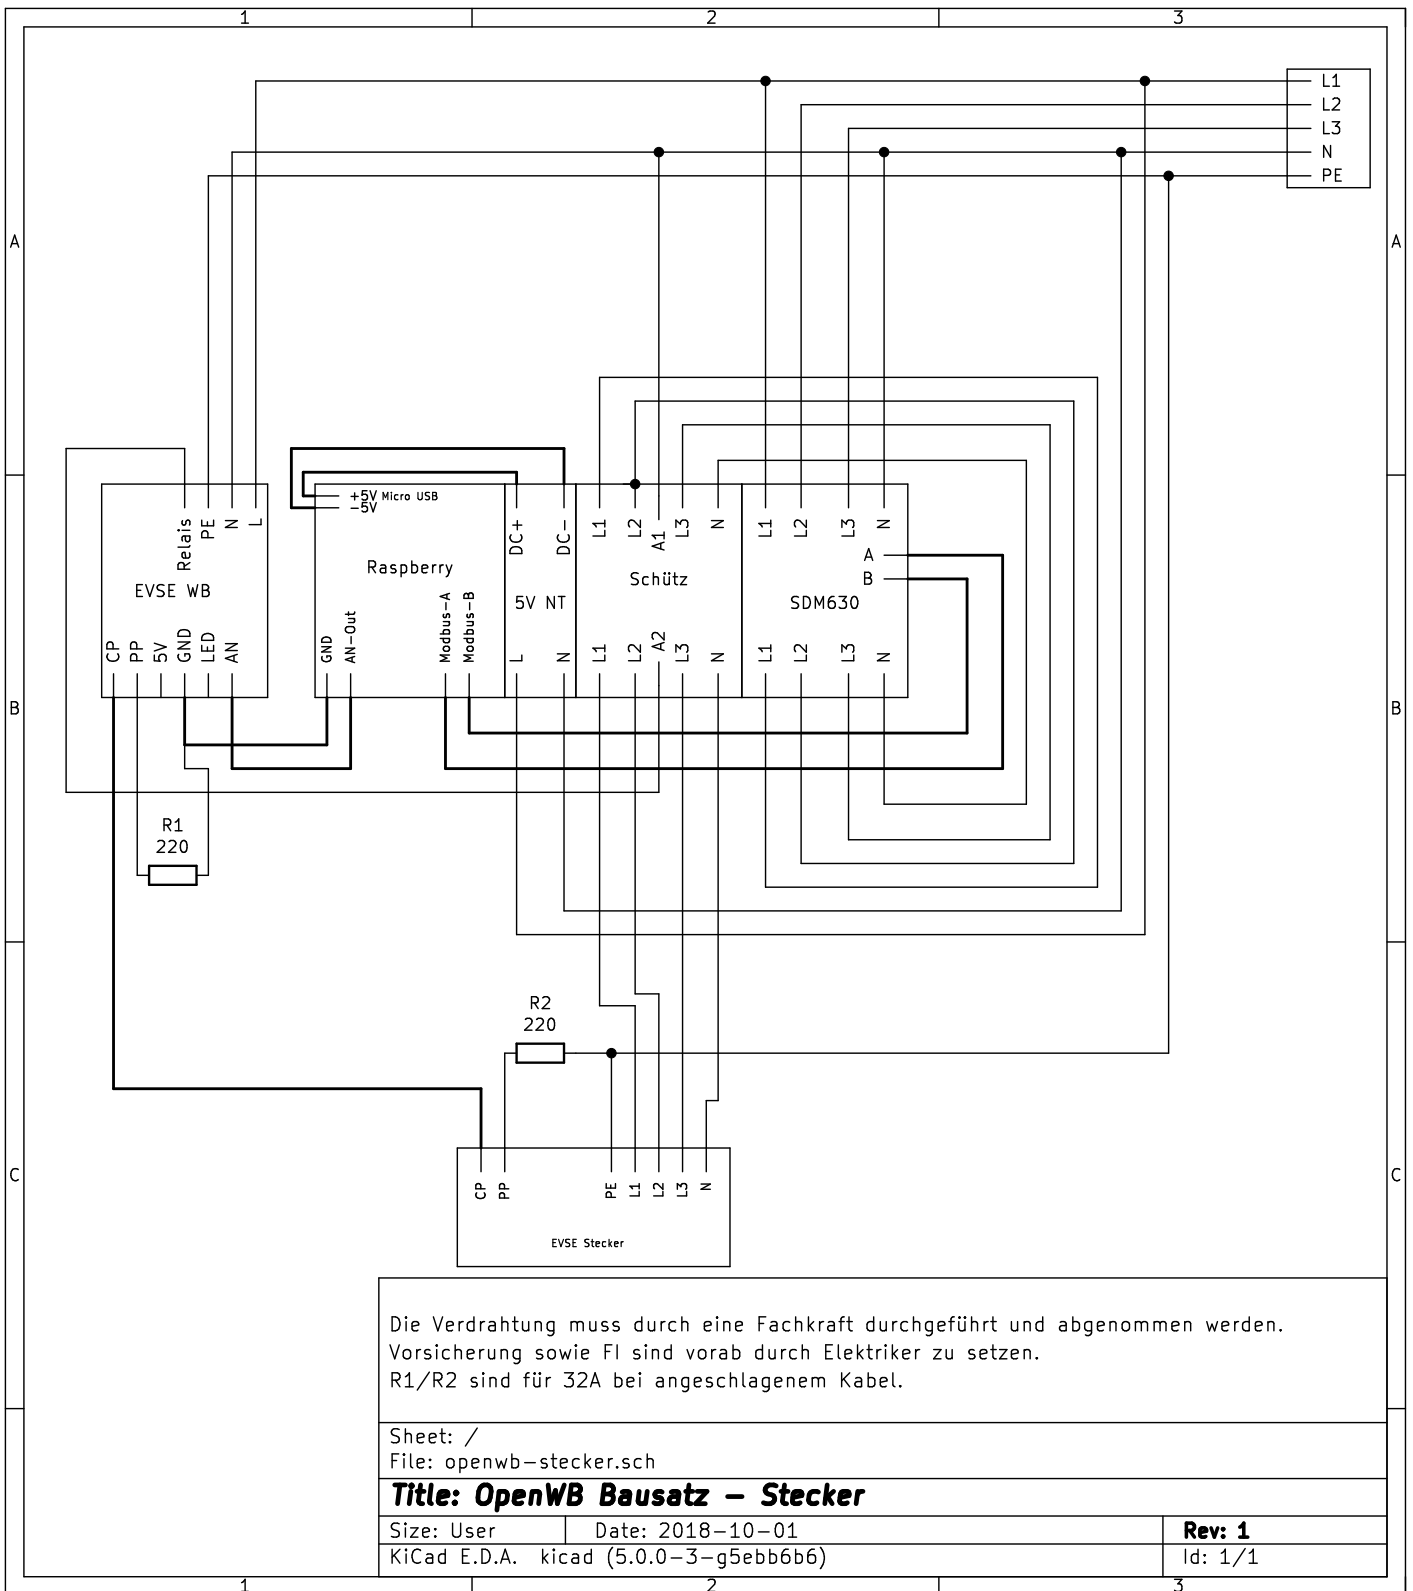 1 2 3
L1
L2
L3
N
PE
A A
Relais PE N L
EVSE WB
CP PP 5V GND LED AN
+5V Micro USB
-5V
Raspberry
GND AN-Out Modbus-A Modbus-B
DC+ DC-
5V NT
L N
L1 L2 A1 L3 N
Schütz
L1 L2 A2 L3 N
L1 L2 L3 N
A
B
SDM630
L1 L2 L3 N
B B
R1
220
R2
220
C C
CP PP PE L1 L2 L3 N
EVSE Stecker
Die Verdrahtung muss durch eine Fachkraft durchgeführt und abgenommen werden.
Vorsicherung sowie FI sind vorab durch Elektriker zu setzen.
R1/R2 sind für 32A bei angeschlagenem Kabel.
Sheet: /
File: openwb-stecker.sch
Title: OpenWB Bausatz - Stecker
Size: User Date: 2018-10-01 Rev: 1
KiCad E.D.A. kicad (5.0.0-3-g5ebb6b6) Id: 1/1
1 2 3